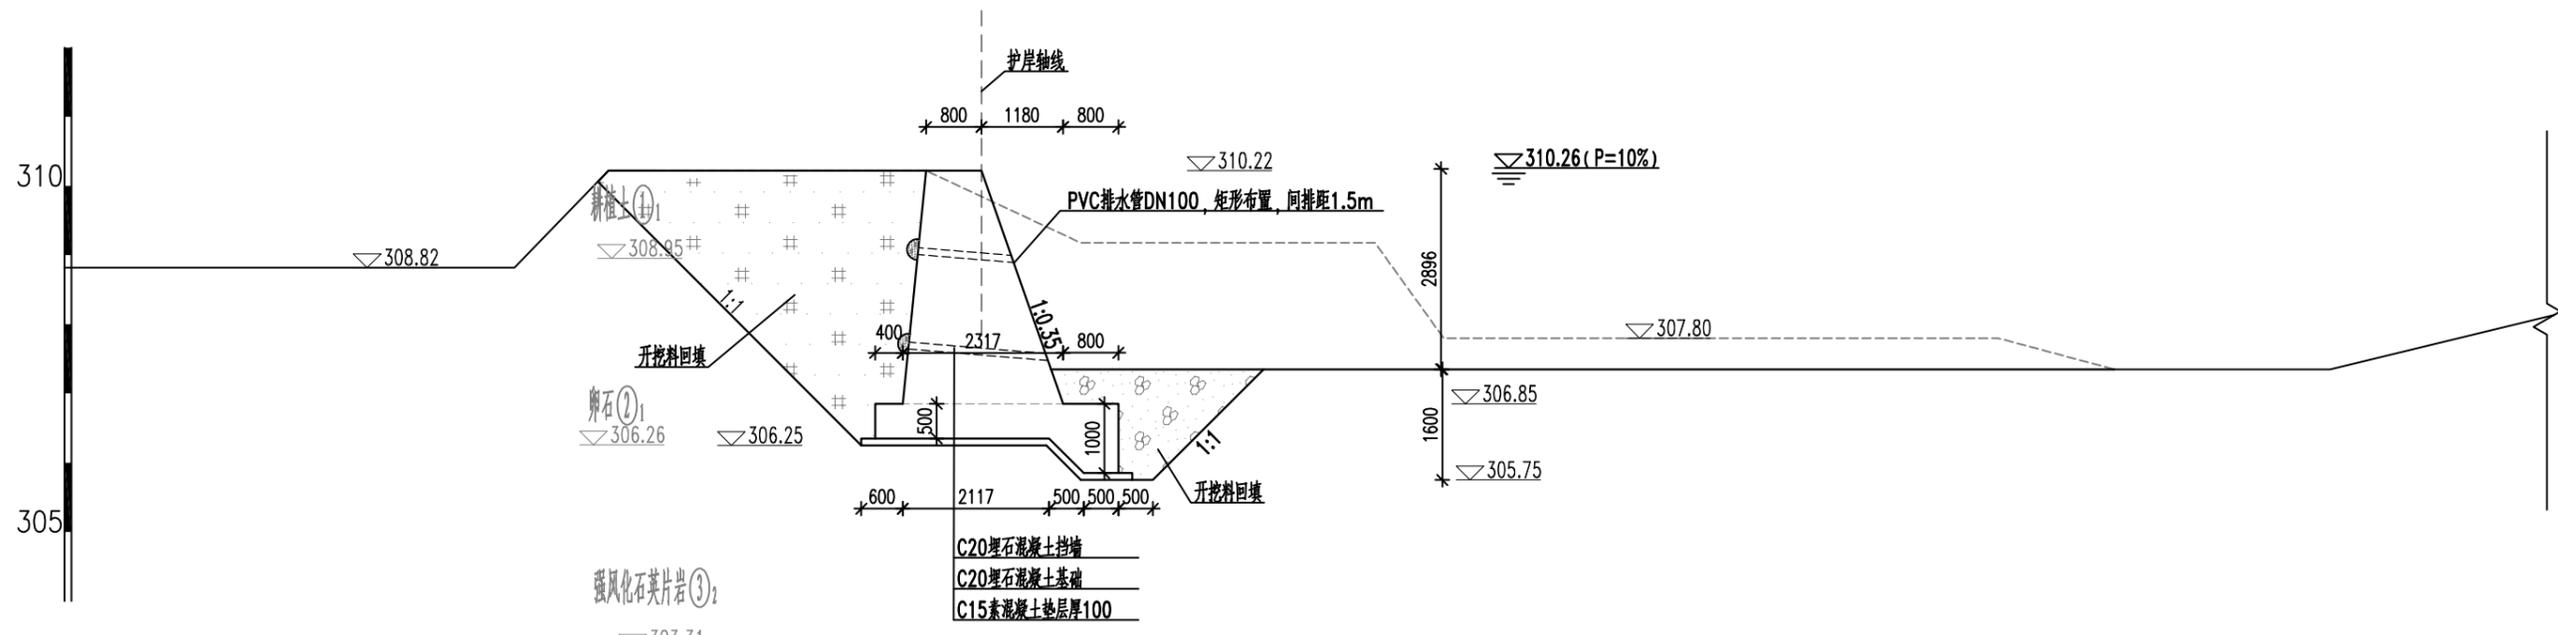 护岸轴线
800 1180 800
310.22
310.26(P=10%)
310
耕植土①1
PVC排水管DN100，矩形布置，间排距1.5m
308.95
308.82
2896
1:1
1:0.35
400
2317
800
307.80
开挖料回填
卵石②1
306.26
306.25
500
1000
1:1
306.85
1600
305.75
600 2117 500 500 500
开挖料回填
305
C20埋石混凝土挡墙
C20埋石混凝土基础
C15素混凝土垫层厚100
强风化石英片岩③2